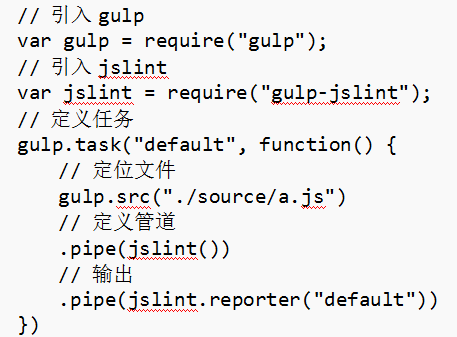 // 引入 gulp
var gulp = require("gulp");
// 引入 jslint
var jslint = require("gulp-jslint");
// 定义任务
gulp.task("default", function() {
// 定位文件
gulp.src("./source/a.js")
// 定义管道
.pipe(jslint())
// 输出
.pipe(jslint.reporter("default"))
})